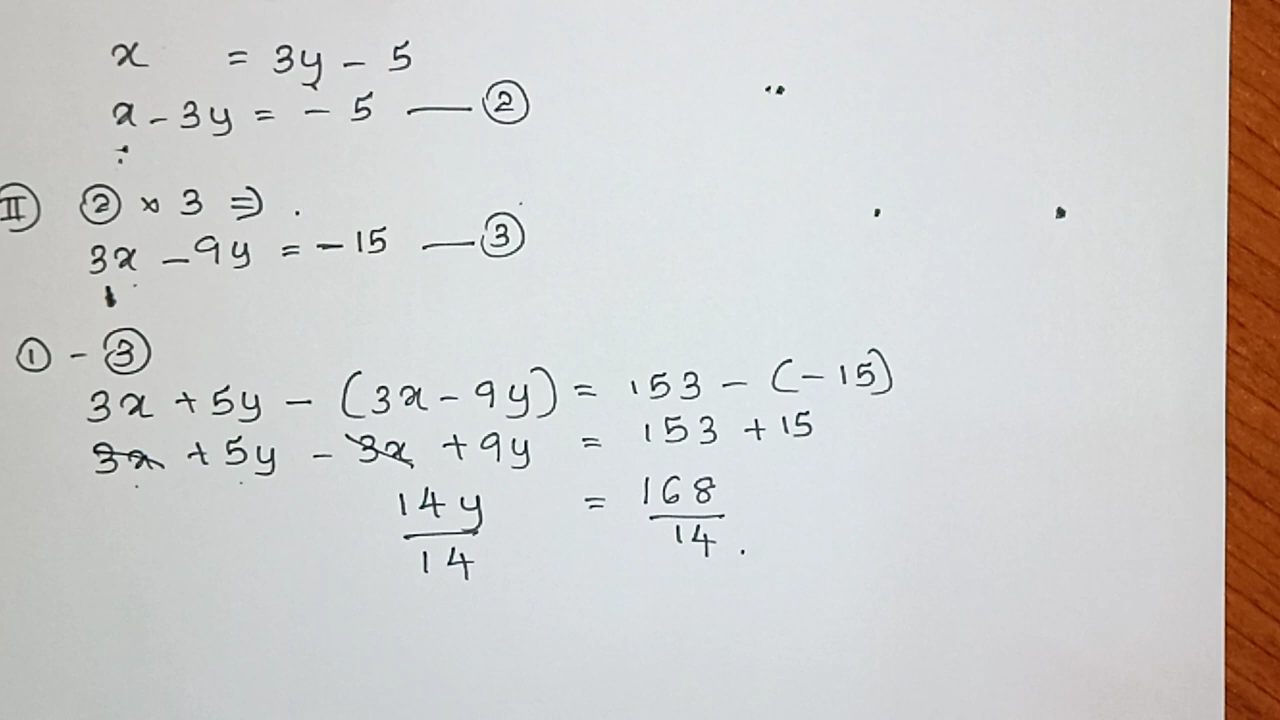 x = 3y - 5
x - 3y = - 5 — ②
Ⅱ ② × 3 ⇒ .
3x - 9y = - 15 — ③
① - ③
3x + 5y - (3x - 9y) = 153 - (- 15)
3x + 5y - 3x + 9y = 153 + 15
14y = 168
14 14 .